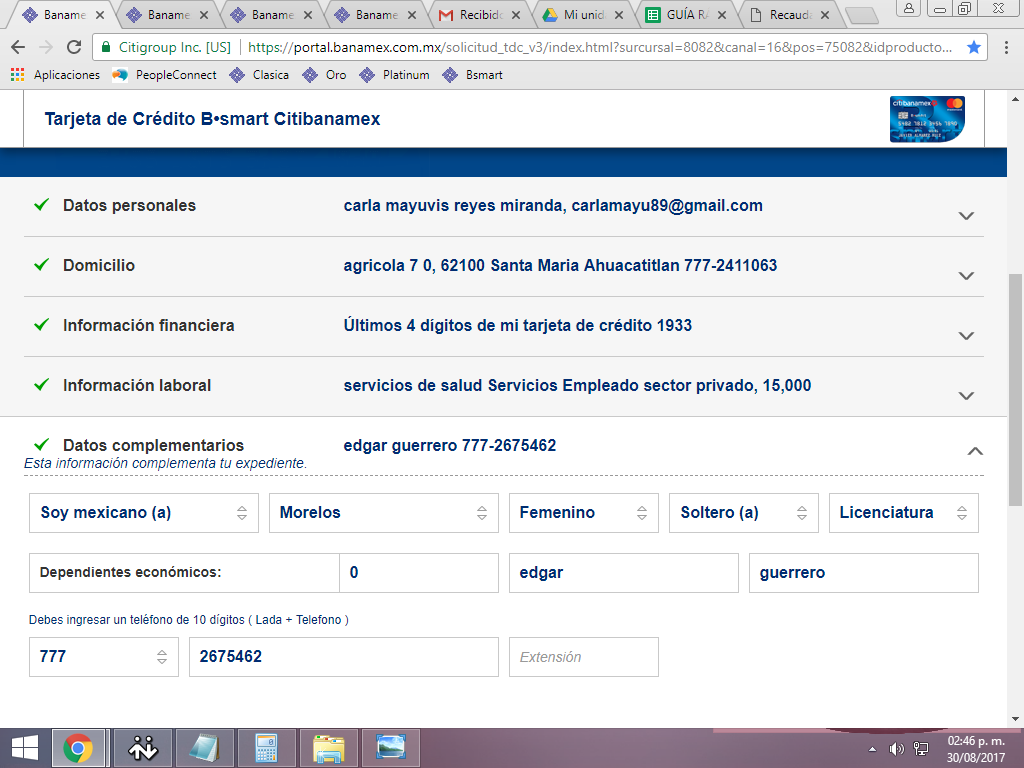 Baname
Baname
Baname
Baname
Recibido
Mi unid
GUÍA RA
Recaud
Citigroup Inc. [US]
https://portal.banamex.com.mx/solicitud_tdc_v3/index.html?surcursal=8082&canal=16&pos=75082&idproducto...
Aplicaciones
PeopleConnect
Clasica
Oro
Platinum
Bsmart
Tarjeta de Crédito B•smart Citibanamex
citibanamex
Datos personales carla mayuvis reyes miranda, carlamayu89@gmail.com
Domicilio agricola 7 0, 62100 Santa Maria Ahuacatitlan 777-2411063
Información financiera Últimos 4 dígitos de mi tarjeta de crédito 1933
Información laboral servicios de salud Servicios Empleado sector privado, 15,000
Datos complementarios edgar guerrero 777-2675462
Esta información complementa tu expediente.
Soy mexicano (a) Morelos Femenino Soltero (a) Licenciatura
Dependientes económicos: 0 edgar guerrero
Debes ingresar un teléfono de 10 dígitos ( Lada + Telefono )
777 2675462 Extensión
02:46 p. m.
30/08/2017